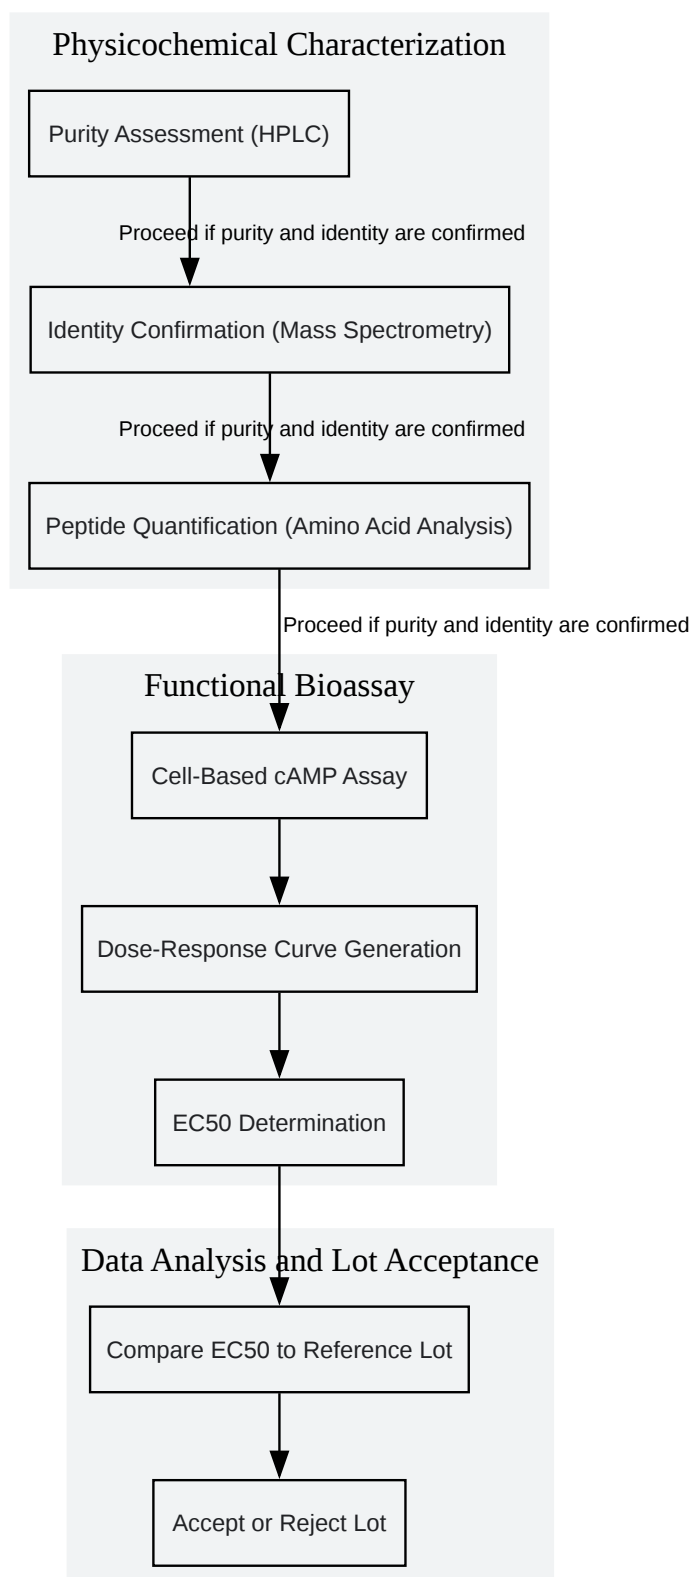 Physicochemical Characterization
Purity Assessment (HPLC)
Proceed if purity and identity are confirmed
Identity Confirmation (Mass Spectrometry)
Proceed if purity and identity are confirmed
Peptide Quantification (Amino Acid Analysis)
Proceed if purity and identity are confirmed
Functional Bioassay
Cell-Based cAMP Assay
Dose-Response Curve Generation
EC50 Determination
Data Analysis and Lot Acceptance
Compare EC50 to Reference Lot
Accept or Reject Lot